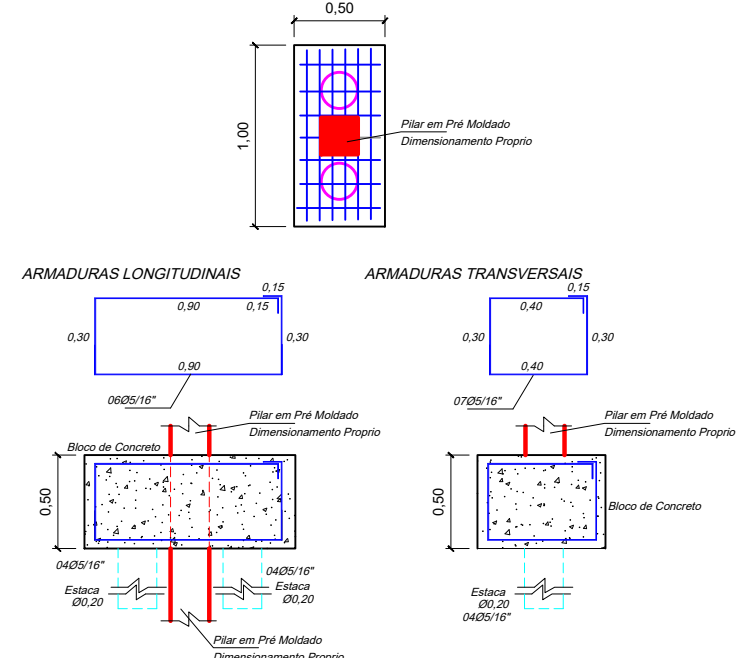 0,50
1,00
Pilar em Pré Moldado
Dimensionamento Proprio
ARMADURAS LONGITUDINAIS
0,15
0,90
0,15
0,30
0,30
0,90
06Ø5/16"
ARMADURAS TRANSVERSAIS
0,15
0,40
0,30
0,30
0,40
07Ø5/16"
Pilar em Pré Moldado
Dimensionamento Proprio
Bloco de Concreto
0,50
04Ø5/16"
04Ø5/16"
Estaca
Ø0,20
Estaca
Ø0,20
Pilar em Pré Moldado
Dimensionamento Proprio
Pilar em Pré Moldado
Dimensionamento Proprio
0,50
Bloco de Concreto
Estaca
Ø0,20
04Ø5/16"